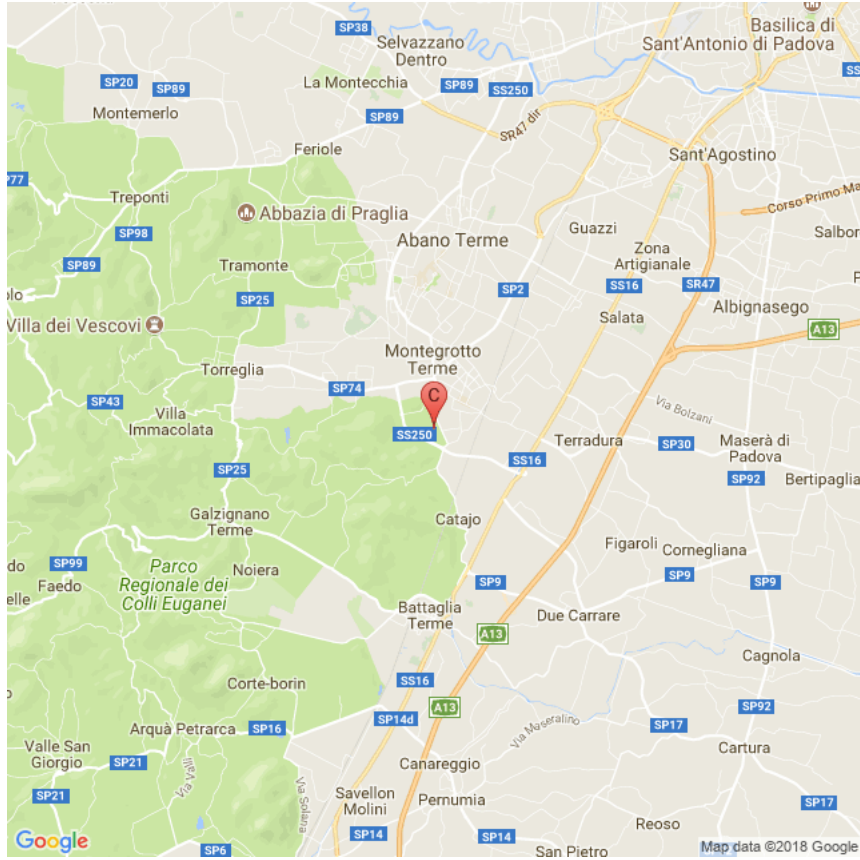 SP38
Selvazzano
Dentro
Basilica di
Sant'Antonio di Padova
SP20
SP89
La Montecchia
SP89
SS250
Montemerlo
SP89
SR47 dir
Feriole
Sant'Agostino
SP77
Treponti
Abbazia di Praglia
Corso Primo Ma
SP98
Abano Terme
Guazzi
Salbor
SP89
Tramonte
Zona
Artigianale
SP25
SP2
SS16
SR47
olo
Villa dei Vescovi
Salata
Albignasego
A13
Montegrotto
Terme
Torreglia
SP74
C
SP43
Villa
Immacolata
Via Bolzani
SS250
Terradura
SP30
Maserà di
Padova
SP25
SS16
SP92
Bertipaglia
Galzignano
Terme
Catajo
SP99
do
Faedo
elle
Parco
Regionale dei
Colli Euganei
Noiera
Figaroli
Cornegliana
SP9
SP9
SP9
Battaglia
Terme
Due Carrare
A13
Cagnola
Corte-borin
SS16
A13
SP92
Arquà Petrarca
SP16
SP14d
Via Maseralino
SP17
Cartura
Valle San
Giorgio
SP21
Via Valli
Canareggio
Via Solana
SP21
Savellon
Molini
Pernumia
SP17
Reoso
SP14
SP14
Google
SP6
San Pietro
Map data ©2018 Google